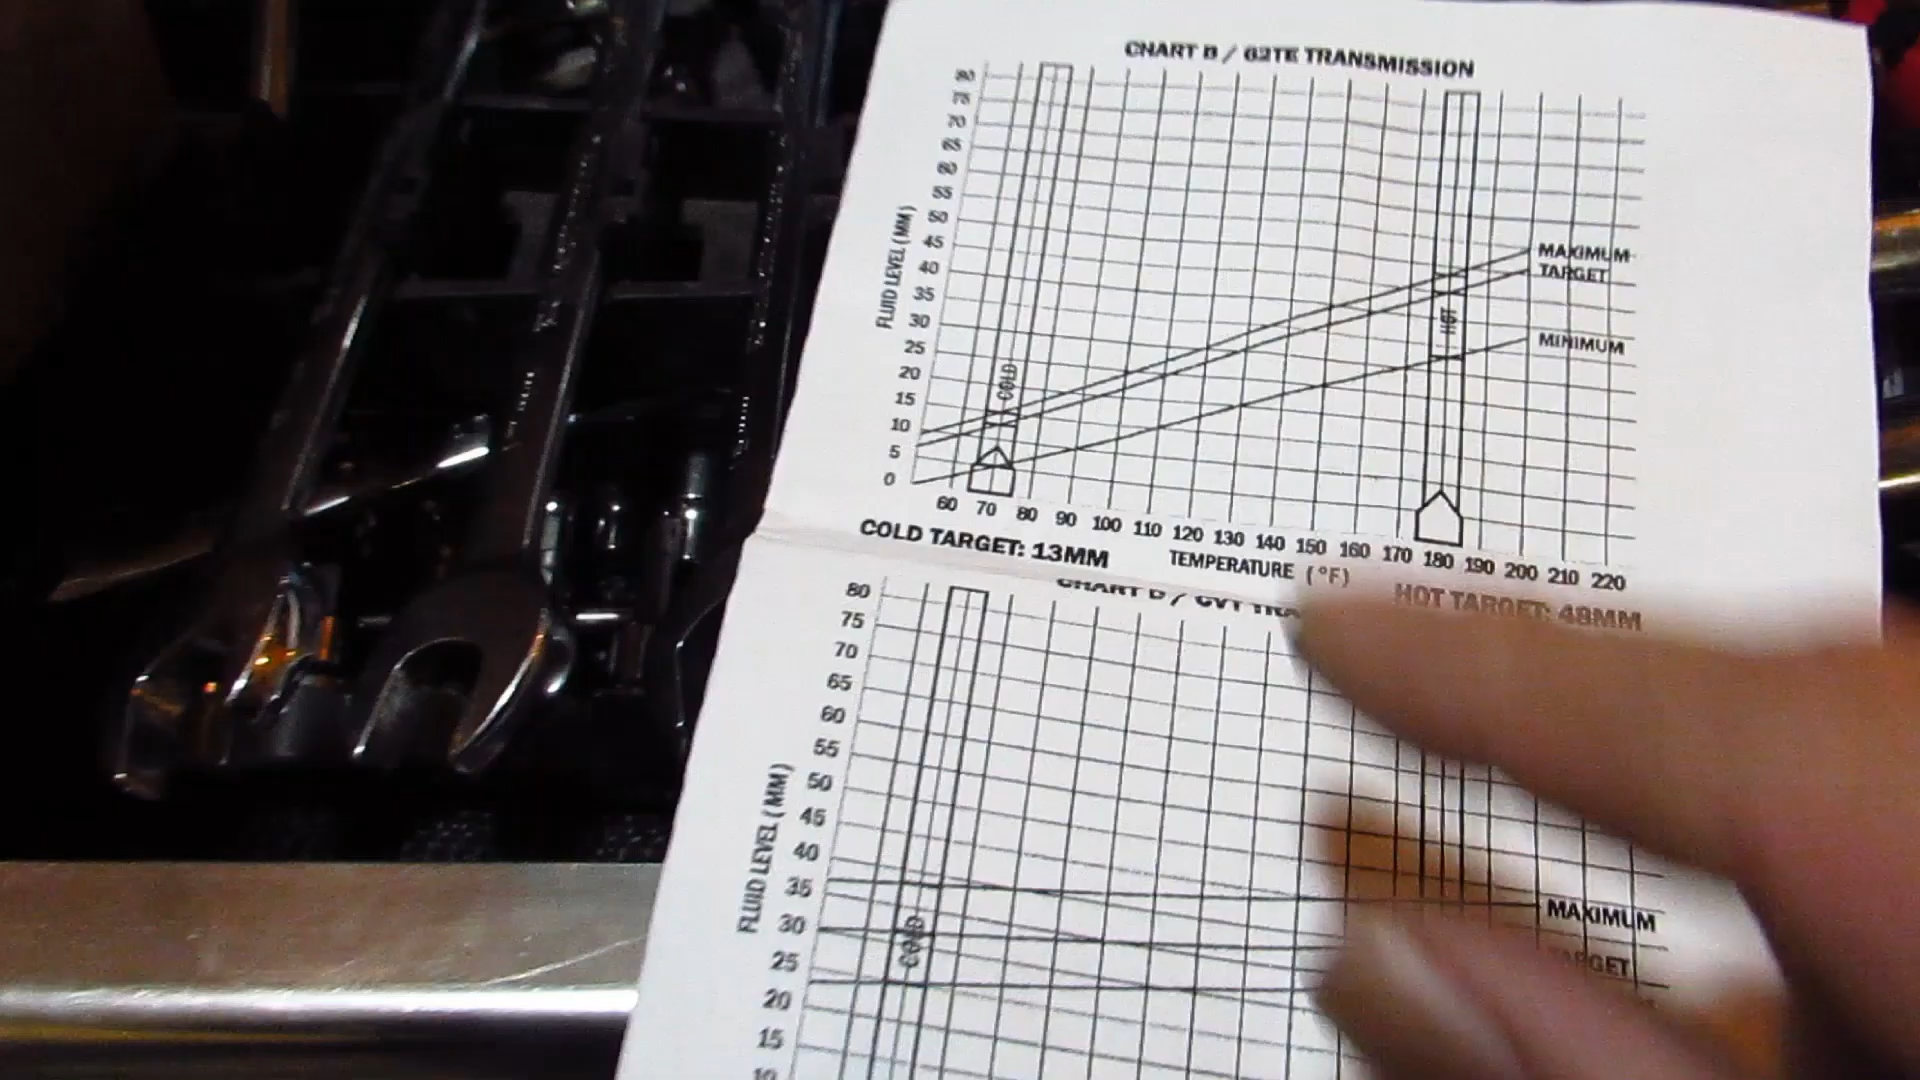 CHART B / 62TE TRANSMISSION
80
75
70
65
60
55
50
45
40
35
30
25
20
15
10
5
0
FLUID LEVEL (MM)
MAXIMUM
TARGET
MINIMUM
COLD
HOT
60 70 80 90 100 110 120 130 140 150 160 170 180 190 200 210 220
TEMPERATURE (°F)
COLD TARGET: 13MM
HOT TARGET: 48MM
80
75
70
65
60
55
50
45
40
35
30
25
20
15
10
FLUID LEVEL (MM)
COLD
MAXIMUM
TARGET